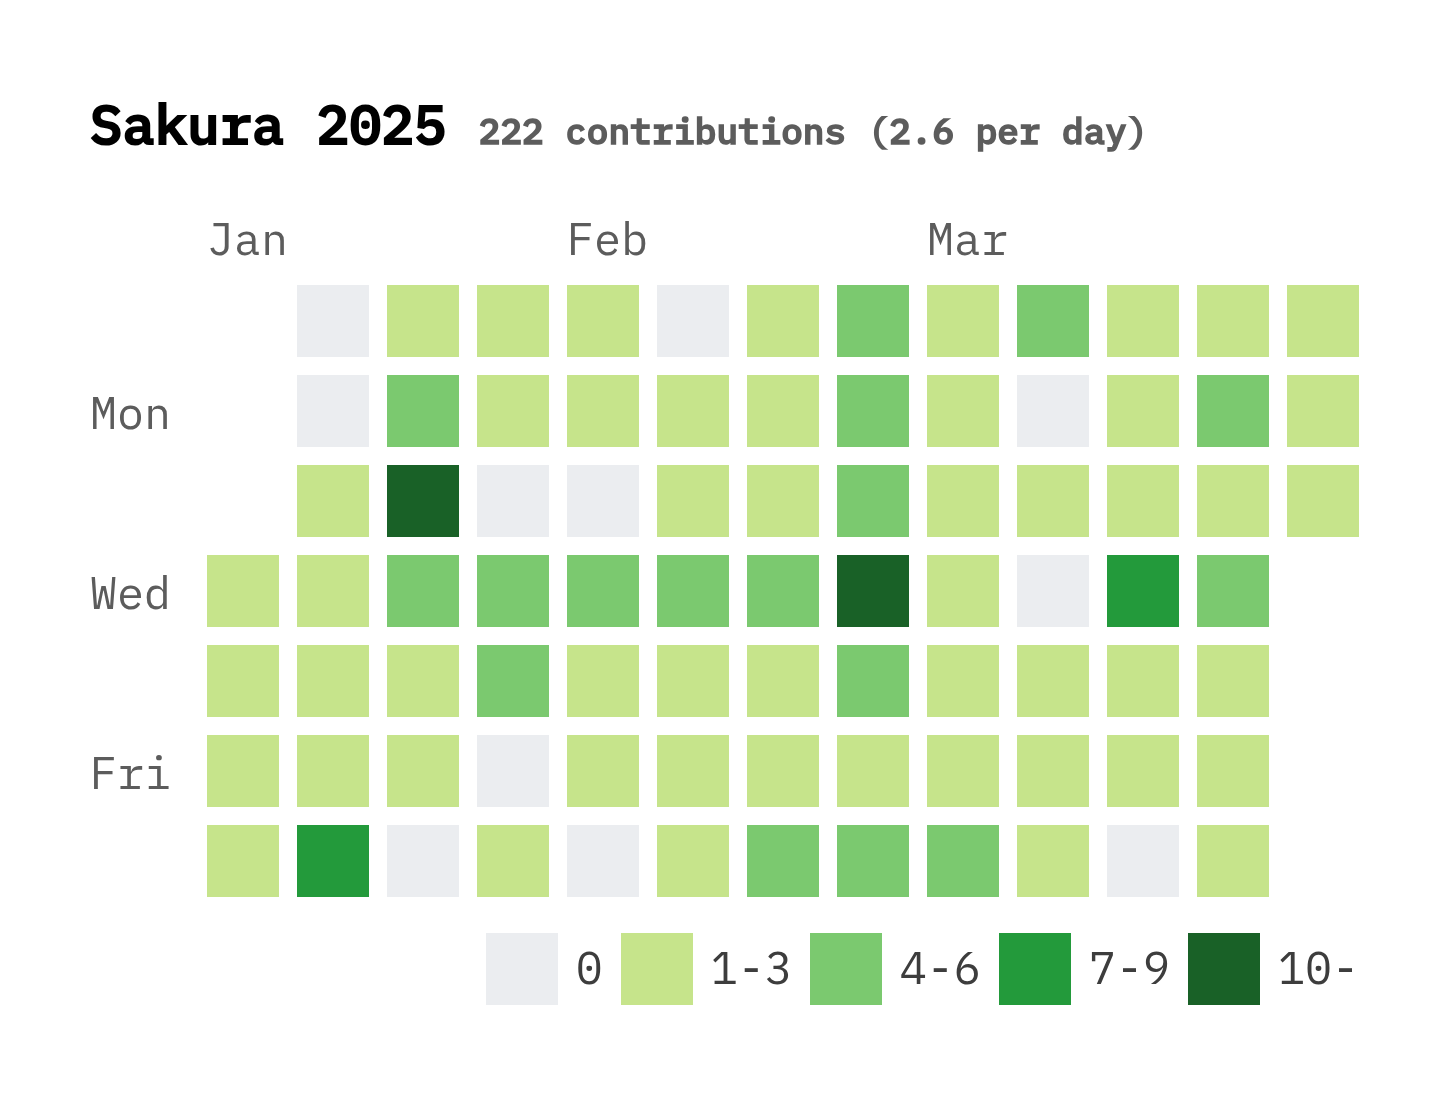 Sakura 2025 222 contributions (2.6 per day)
Jan Feb Mar
Mon
Wed
Fri
0 1-3 4-6 7-9 10-